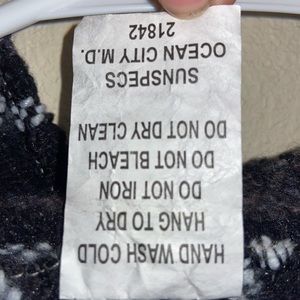 HAND WASH COLD
HANG TO DRY
DO NOT IRON
DO NOT BLEACH
DO NOT DRY CLEAN
SUNSPECS
OCEAN CITY M.D.
21842